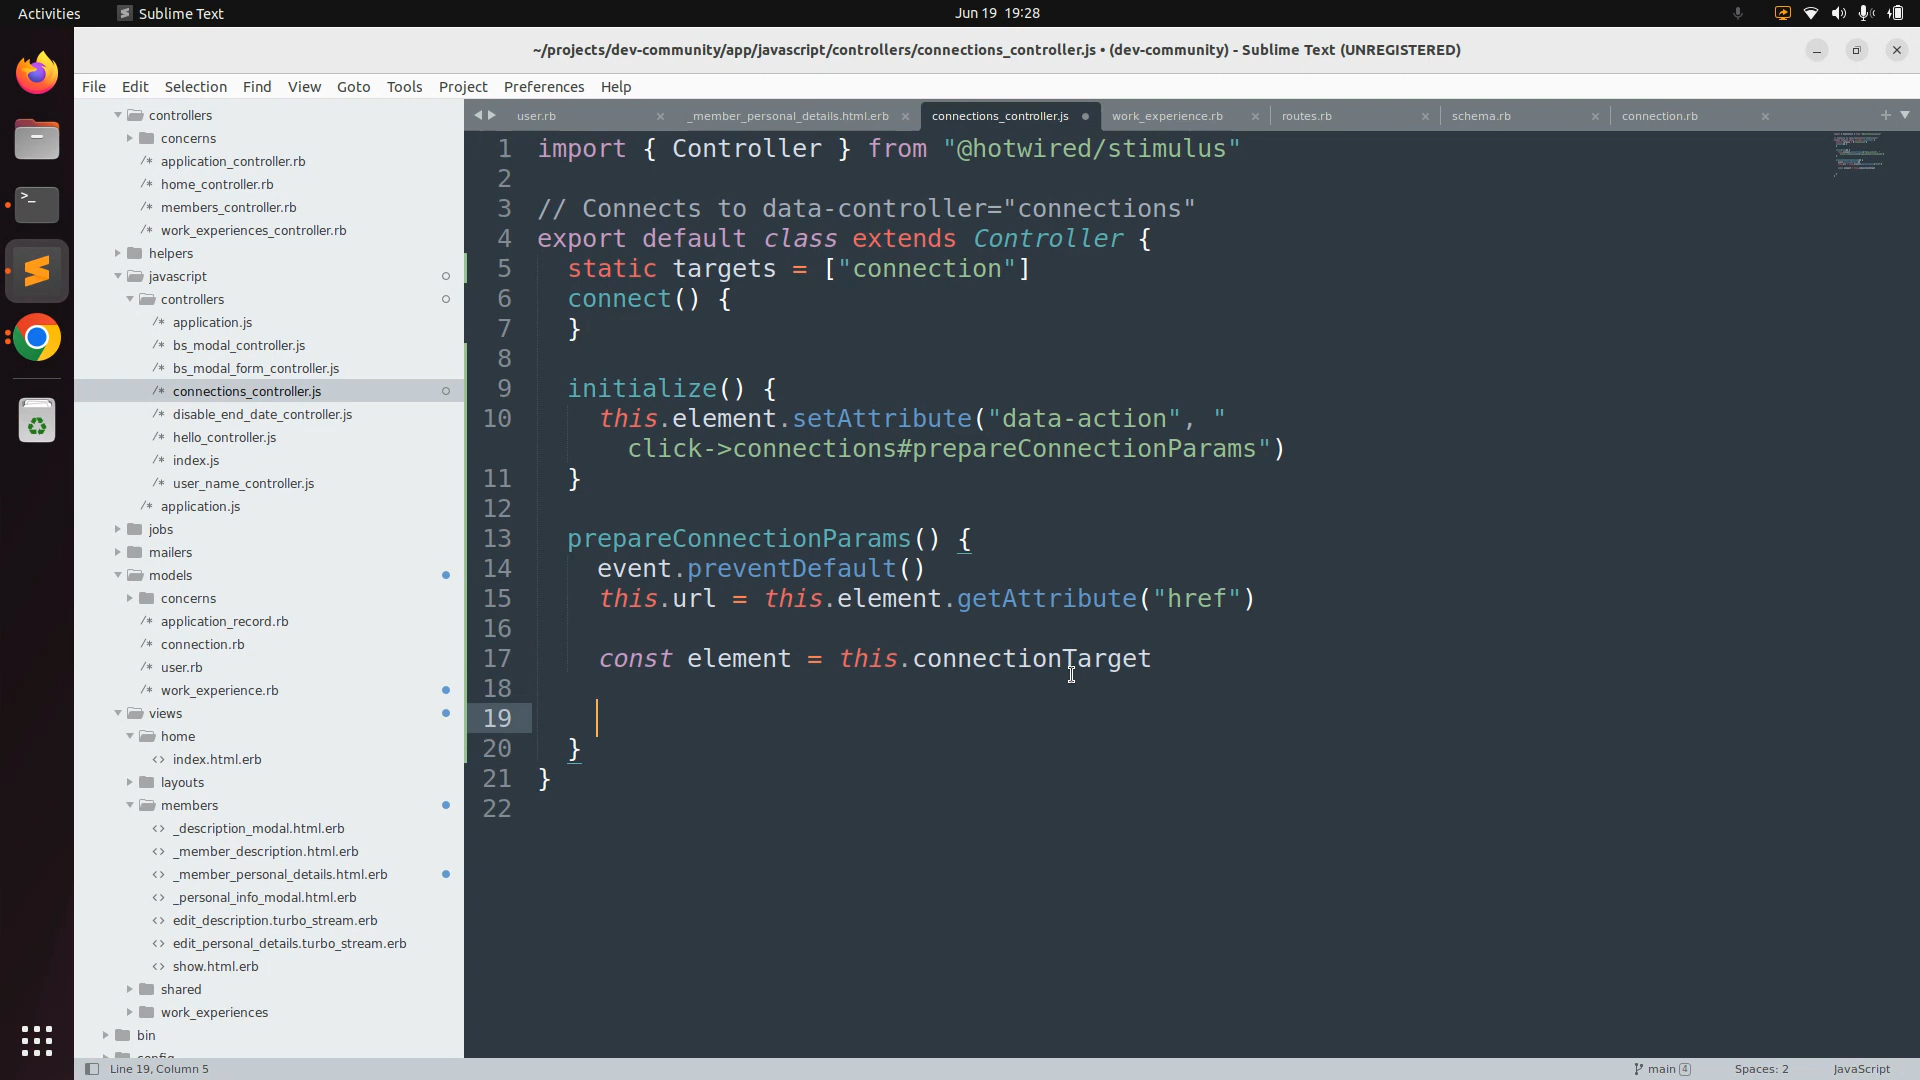 Activities
Sublime Text
Jun 19 19:28
~/projects/dev-community/app/javascript/controllers/connections_controller.js • (dev-community) - Sublime Text (UNREGISTERED)
File Edit Selection Find View Goto Tools Project Preferences Help
controllers
concerns
application_controller.rb
home_controller.rb
members_controller.rb
work_experiences_controller.rb
helpers
javascript
controllers
application.js
bs_modal_controller.js
bs_modal_form_controller.js
connections_controller.js
disable_end_date_controller.js
hello_controller.js
index.js
user_name_controller.js
application.js
jobs
mailers
models
concerns
application_record.rb
connection.rb
user.rb
work_experience.rb
views
home
index.html.erb
layouts
members
_description_modal.html.erb
_member_description.html.erb
_member_personal_details.html.erb
_personal_info_modal.html.erb
edit_description.turbo_stream.erb
edit_personal_details.turbo_stream.erb
show.html.erb
shared
work_experiences
bin
user.rb _member_personal_details.html.erb connections_controller.js work_experience.rb routes.rb schema.rb connection.rb
1 import { Controller } from "@hotwired/stimulus"
2
3 // Connects to data-controller="connections"
4 export default class extends Controller {
5 static targets = ["connection"]
6 connect() {
7 }
8
9 initialize() {
10 this.element.setAttribute("data-action", "
click->connections#prepareConnectionParams")
11 }
12
13 prepareConnectionParams() {
14 event.preventDefault()
15 this.url = this.element.getAttribute("href")
16
17 const element = this.connectionTarget
18
19
20 }
21 }
22
Line 19, Column 5
main 4
Spaces: 2
JavaScript